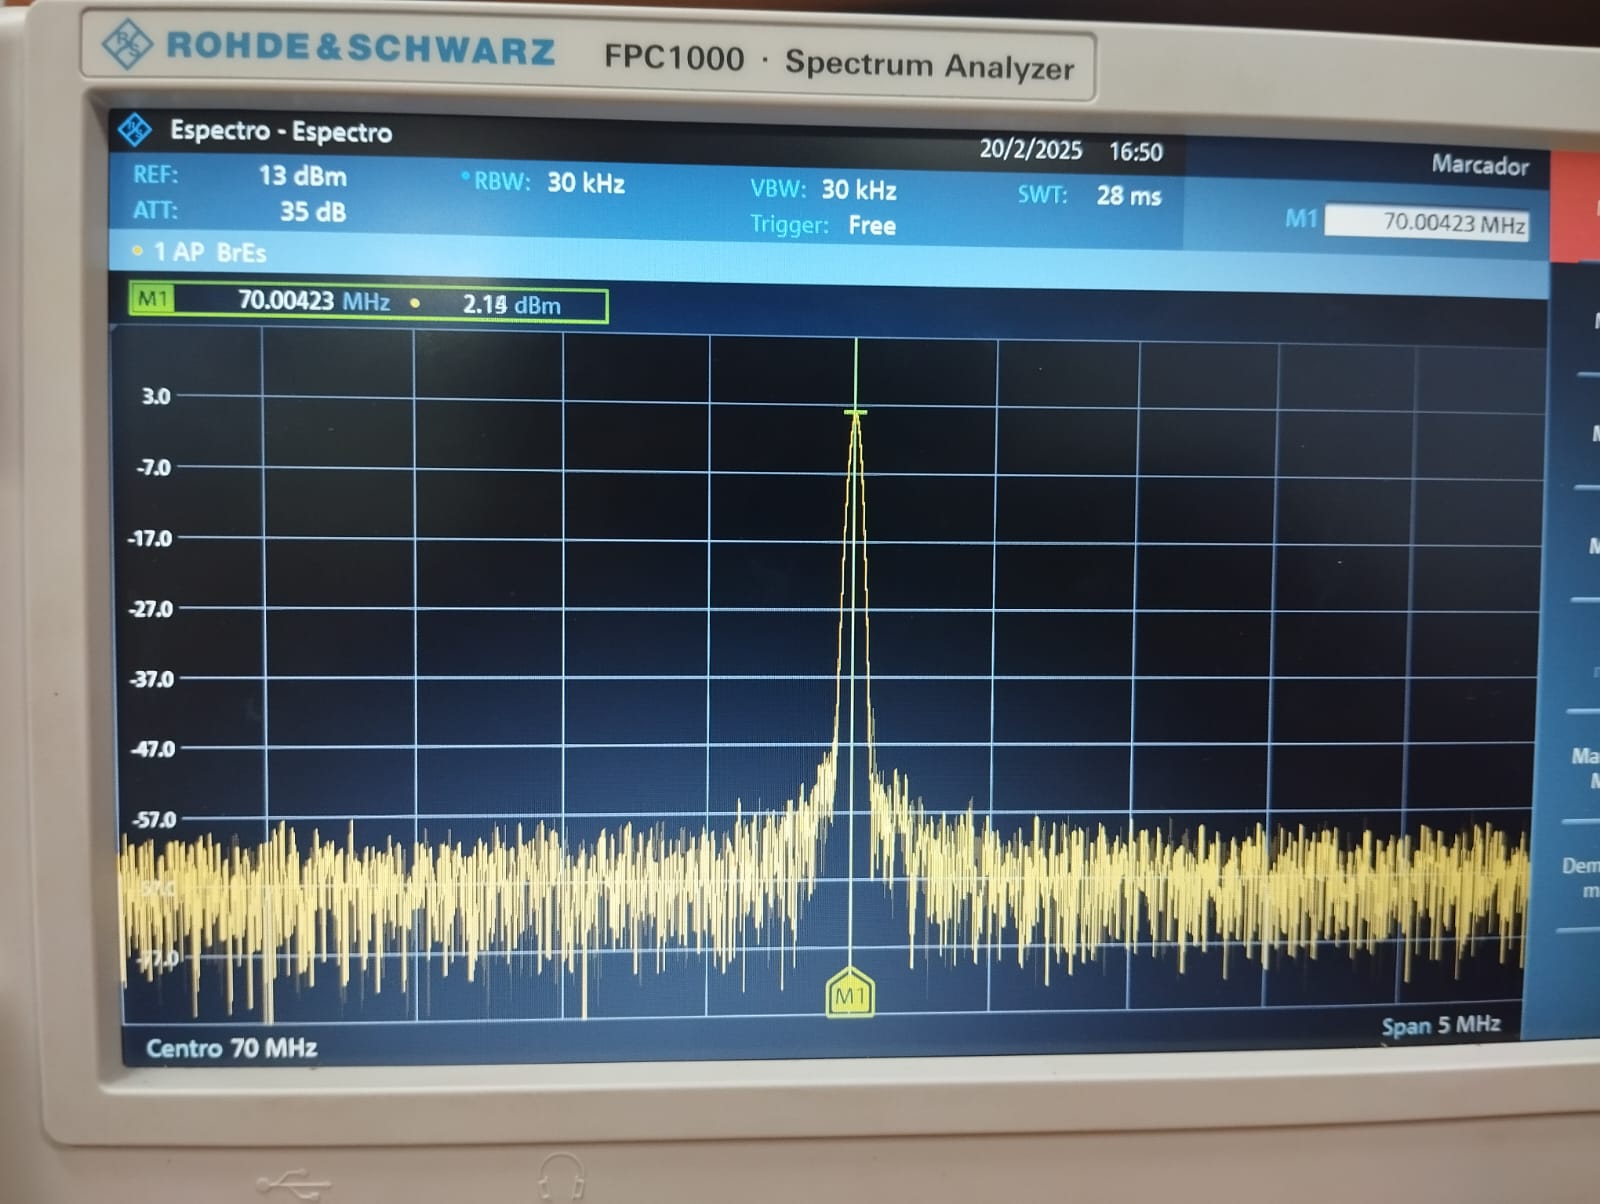 ROHDE&SCHWARZ FPC1000 · Spectrum Analyzer
Espectro - Espectro 20/2/2025 16:50 Marcador
REF: 13 dBm RBW: 30 kHz VBW: 30 kHz SWT: 28 ms
ATT: 35 dB Trigger: Free M1 70.00423 MHz
1 AP BrEs
M1 70.00423 MHz dBm
3.0
-7.0
-17.0
-27.0
-37.0
-47.0
-57.0
M1
Centro 70 MHz Span 5 MHz